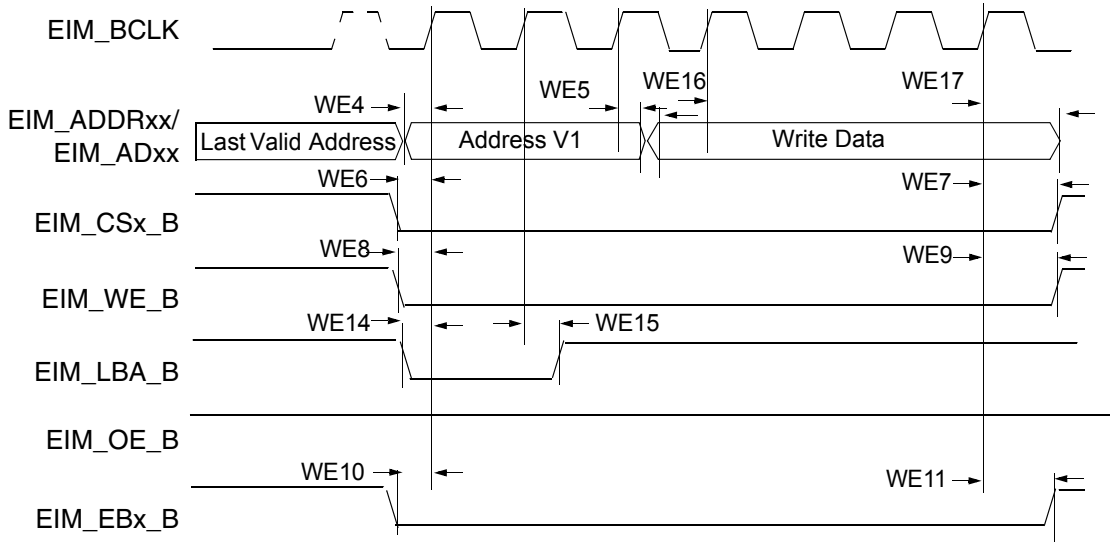 EIM_BCLK
WE4
WE5
WE16
WE17
EIM_ADDRxx/
EIM_ADxx
Last Valid Address
Address V1
Write Data
WE6
WE7
EIM_CSx_B
WE8
WE9
EIM_WE_B
WE14
WE15
EIM_LBA_B
EIM_OE_B
WE10
WE11
EIM_EBx_B